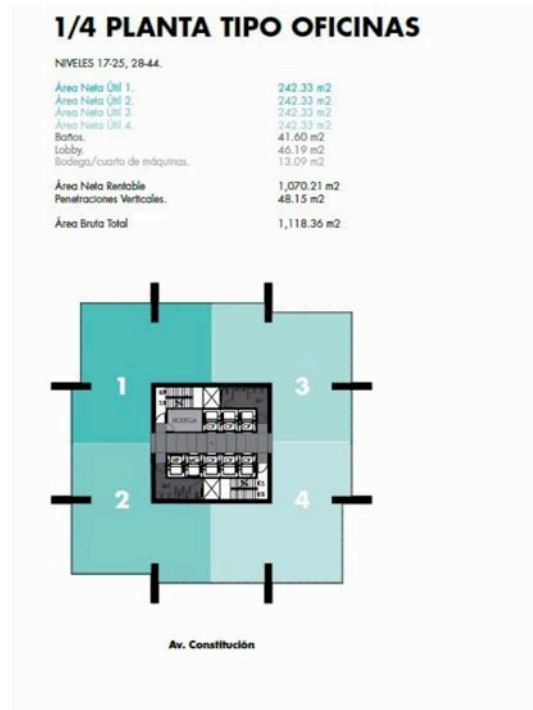 1/4 PLANTA TIPO OFICINAS
NIVELES 17-25, 28-44.
Área Neta Útil 1. 242.33 m2
Área Neta Útil 2. 242.33 m2
Área Neta Útil 3. 242.33 m2
Área Neta Útil 4. 242.33 m2
Baños. 41.60 m2
Lobby. 46.19 m2
Bodega/cuarto de máquinas. 13.09 m2
Área Neta Rentable 1,070.21 m2
Penetraciones Verticales. 48.15 m2
Área Bruta Total 1,118.36 m2
1
3
BODEGA
2
4
Av. Constitución